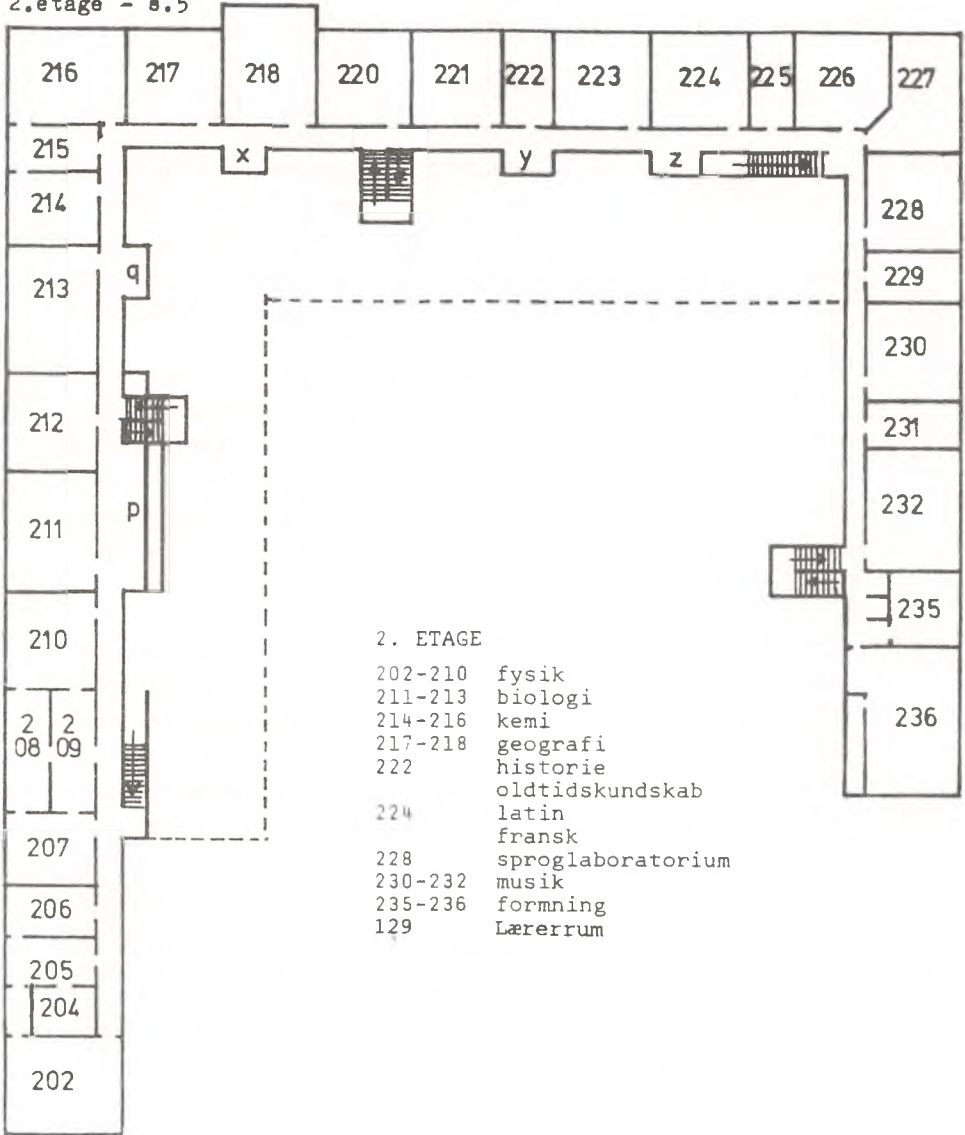 2.etage - 8.5
216 217 218 220 221 222 223 224 225 226 227
215
x y z
214
228
q
213
229
230
212
231
p
211
232
235
210
2. ETAGE
202-210 fysik
211-213 biologi
214-216 kemi
217-218 geografi
222 historie
oldtidskundskab
224 latin
fransk
228 sproglaboratorium
230-232 musik
235-236 formning
129 Lærerrum
236
2 2
08 09
207
206
205
204
202